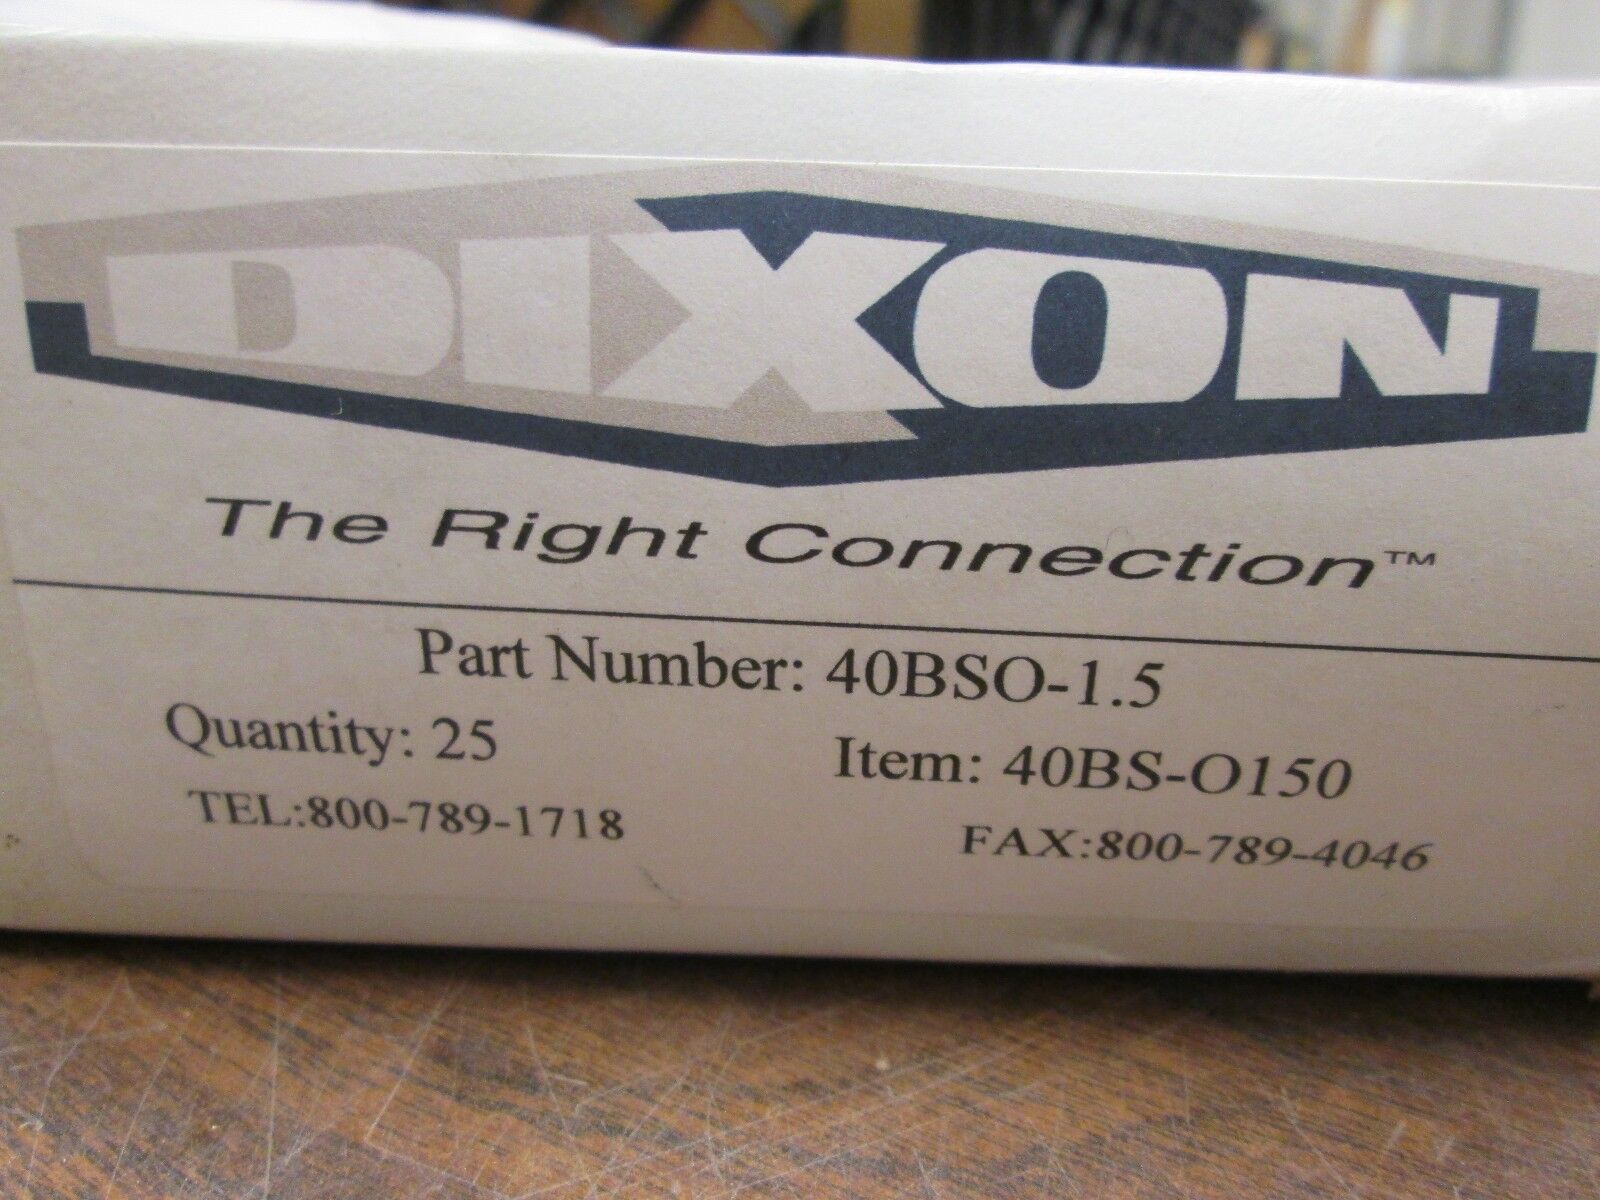 DIXON
The Right Connection™
Part Number: 40BSO-1.5
Quantity: 25
Item: 40BS-O150
TEL:800-789-1718
FAX:800-789-4046